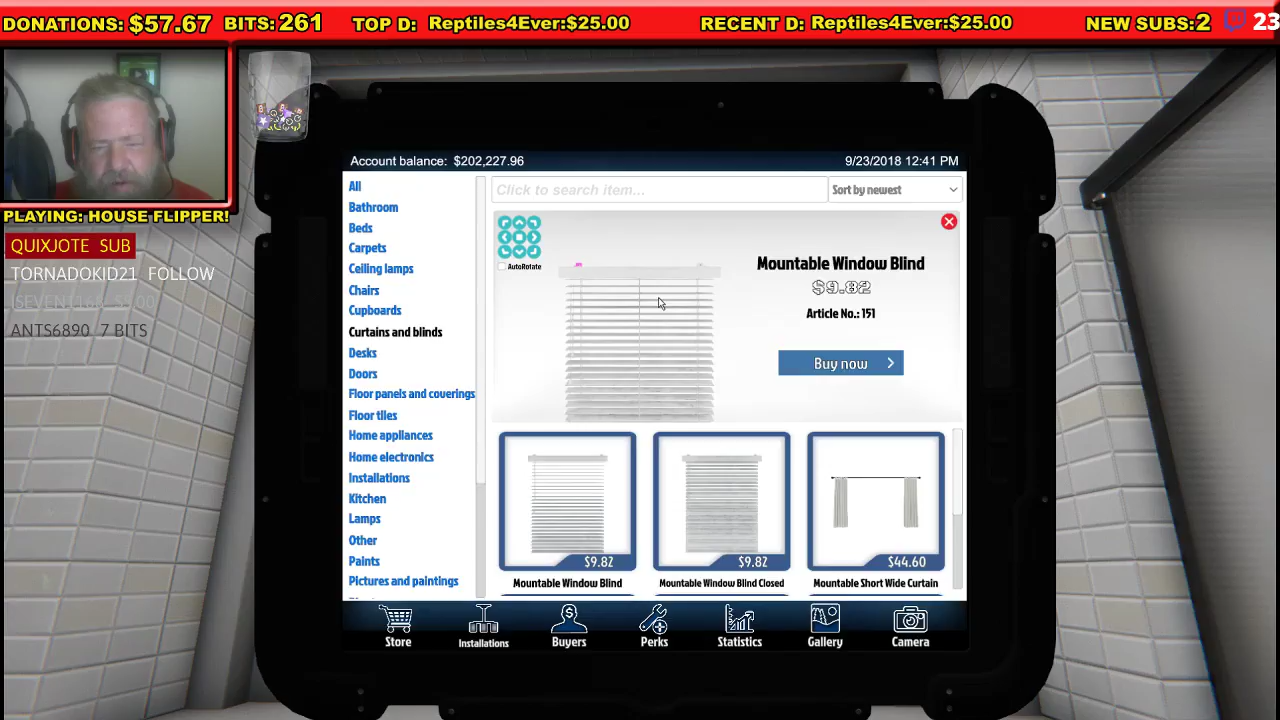 DONATIONS: $57.67 BITS: 261 TOP D: Reptiles4Ever:$25.00 RECENT D: Reptiles4Ever:$25.00 NEW SUBS:2 23
PLAYING: HOUSE FLIPPER!
QUIXJOTE SUB
TORNADOKID21 FOLLOW
ANTS6890 7 BITS
Account balance: $202,227.96 9/23/2018 12:41 PM
All
Bathroom
Beds
Carpets
Ceiling lamps
Chairs
Cupboards
Curtains and blinds
Desks
Doors
Floor panels and coverings
Floor tiles
Home appliances
Home electronics
Installations
Kitchen
Lamps
Other
Paints
Pictures and paintings
Click to search item...
Sort by newest
AutoRotate
Mountable Window Blind
$9.82
Article No.: 151
Buy now
$9.82
Mountable Window Blind
$9.82
Mountable Window Blind Closed
$44.60
Mountable Short Wide Curtain
Store
Installations
Buyers
Perks
Statistics
Gallery
Camera